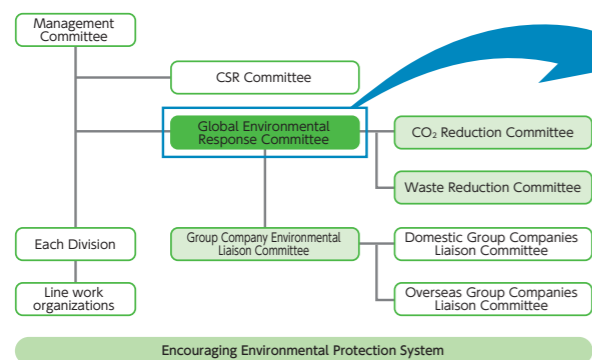 Management
Committee
CSR Committee
Global Environmental
Response Committee
CO₂ Reduction Committee
Waste Reduction Committee
Each Division
Group Company Environmental
Liaison Committee
Domestic Group Companies
Liaison Committee
Line work
organizations
Overseas Group Companies
Liaison Committee
Encouraging Environmental Protection System